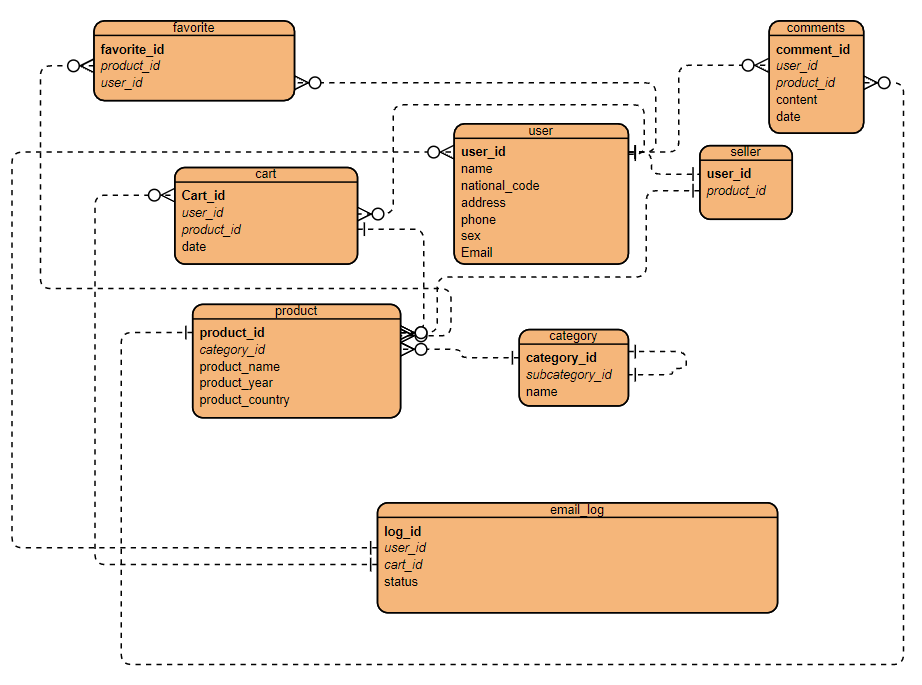 favorite
favorite_id
product_id
user_id
comments
comment_id
user_id
product_id
content
date
user
user_id
name
national_code
address
phone
sex
Email
seller
user_id
product_id
cart
Cart_id
user_id
product_id
date
product
product_id
category_id
product_name
product_year
product_country
category
category_id
subcategory_id
name
email_log
log_id
user_id
cart_id
status